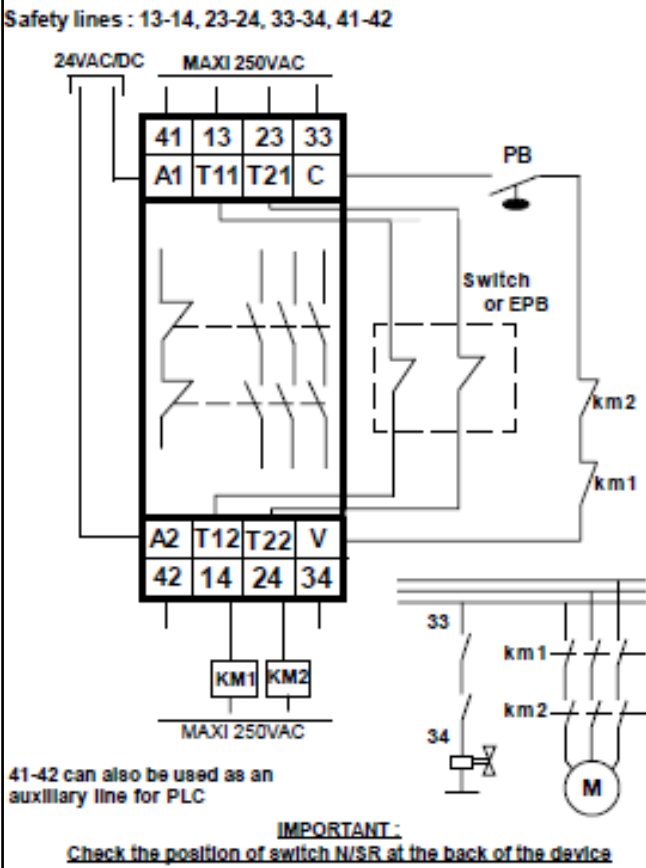 Safety lines : 13-14, 23-24, 33-34, 41-42
24VAC/DC MAXI 250VAC
41 13 23 33
A1 T11 T21 C
PB
Switch
or EPB
km2
km1
A2 T12 T22 V
42 14 24 34
33
km1
KM1 KM2
km2
34
MAXI 250VAC
M
41-42 can also be used as an
auxiliary line for PLC
IMPORTANT :
Check the position of switch N/SR at the back of the device